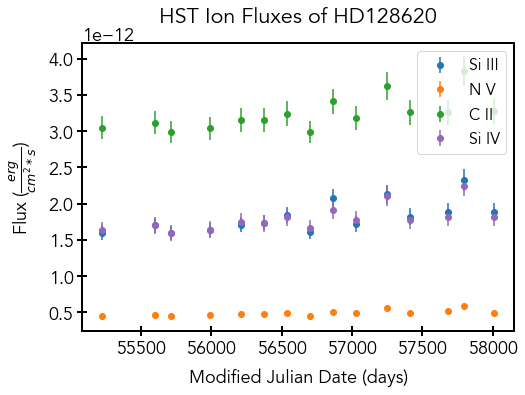 HST Ion Fluxes of HD128620
1e−12
4.0
3.5
3.0
2.5
2.0
1.5
1.0
0.5
Flux (erg/cm²*s)
Si III
N V
C II
Si IV
55500 56000 56500 57000 57500 58000
Modified Julian Date (days)